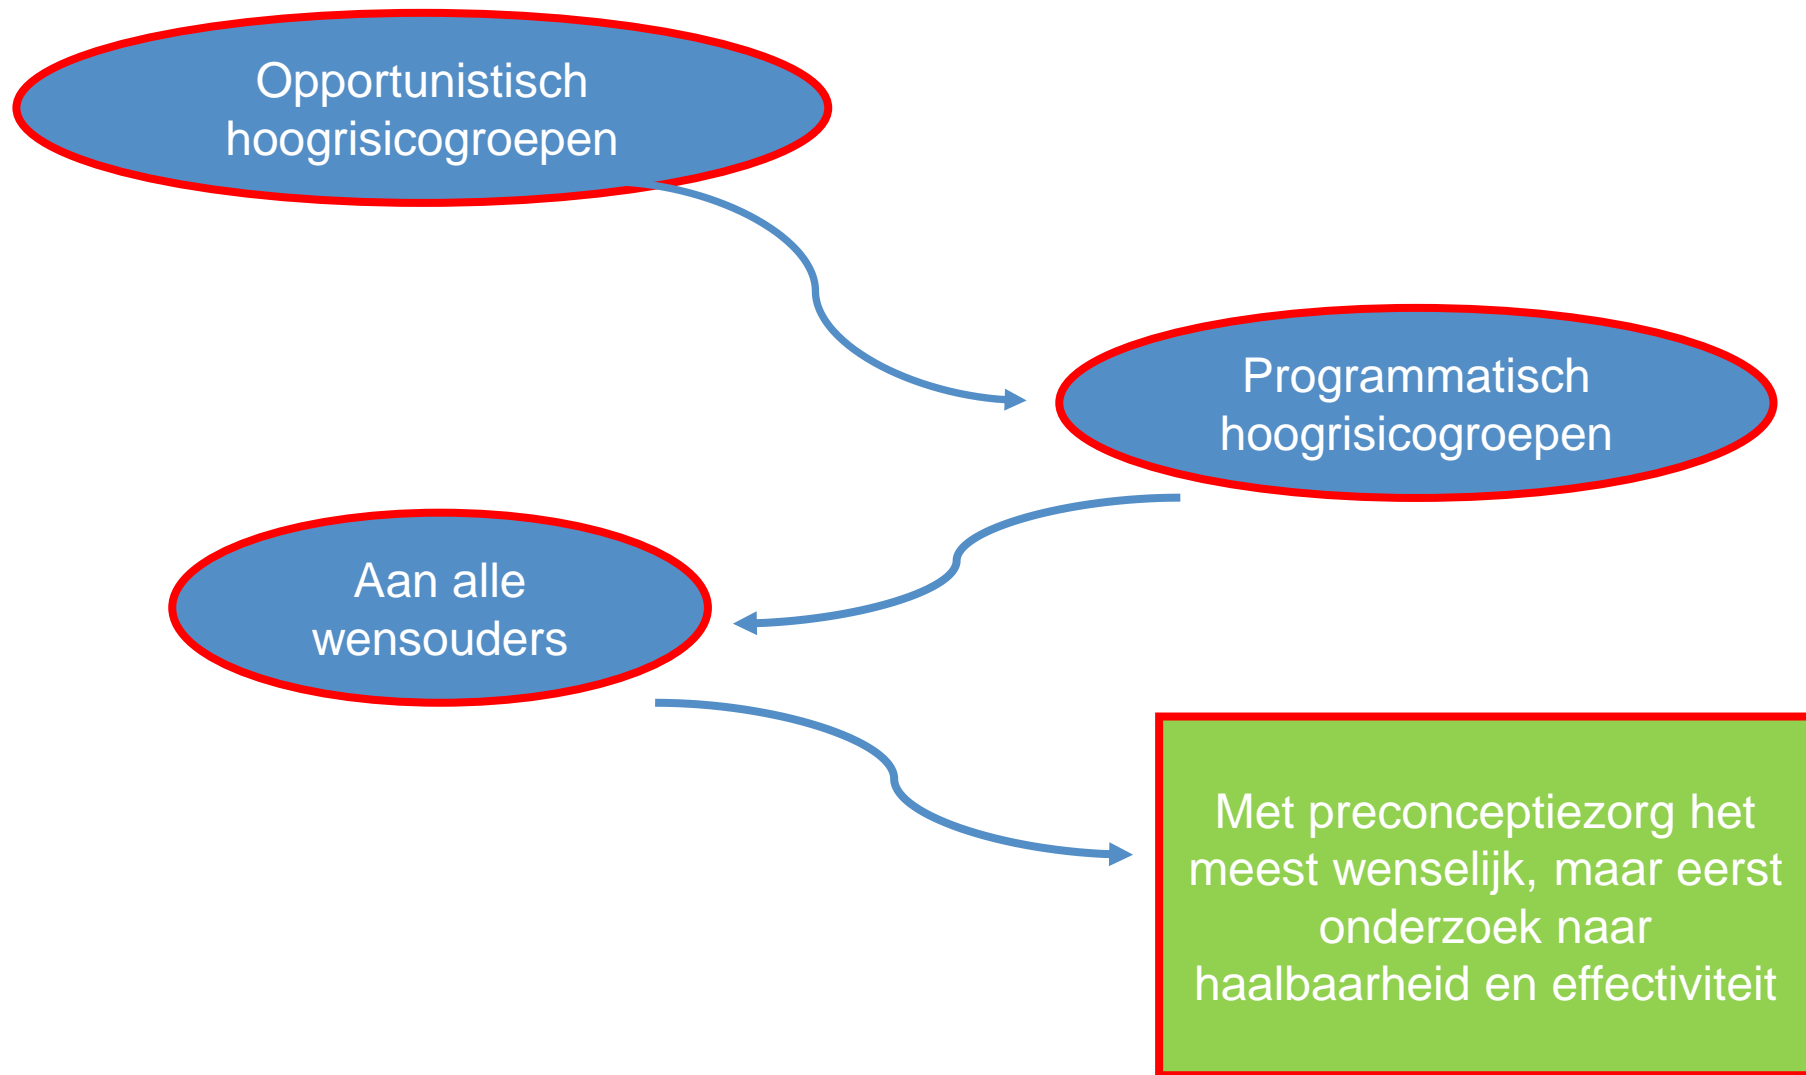 Opportunistisch
hoogrisicogroepen
Programmatisch
hoogrisicogroepen
Aan alle
wensouders
Met preconceptiezorg het
meest wenselijk, maar eerst
onderzoek naar
haalbaarheid en effectiviteit